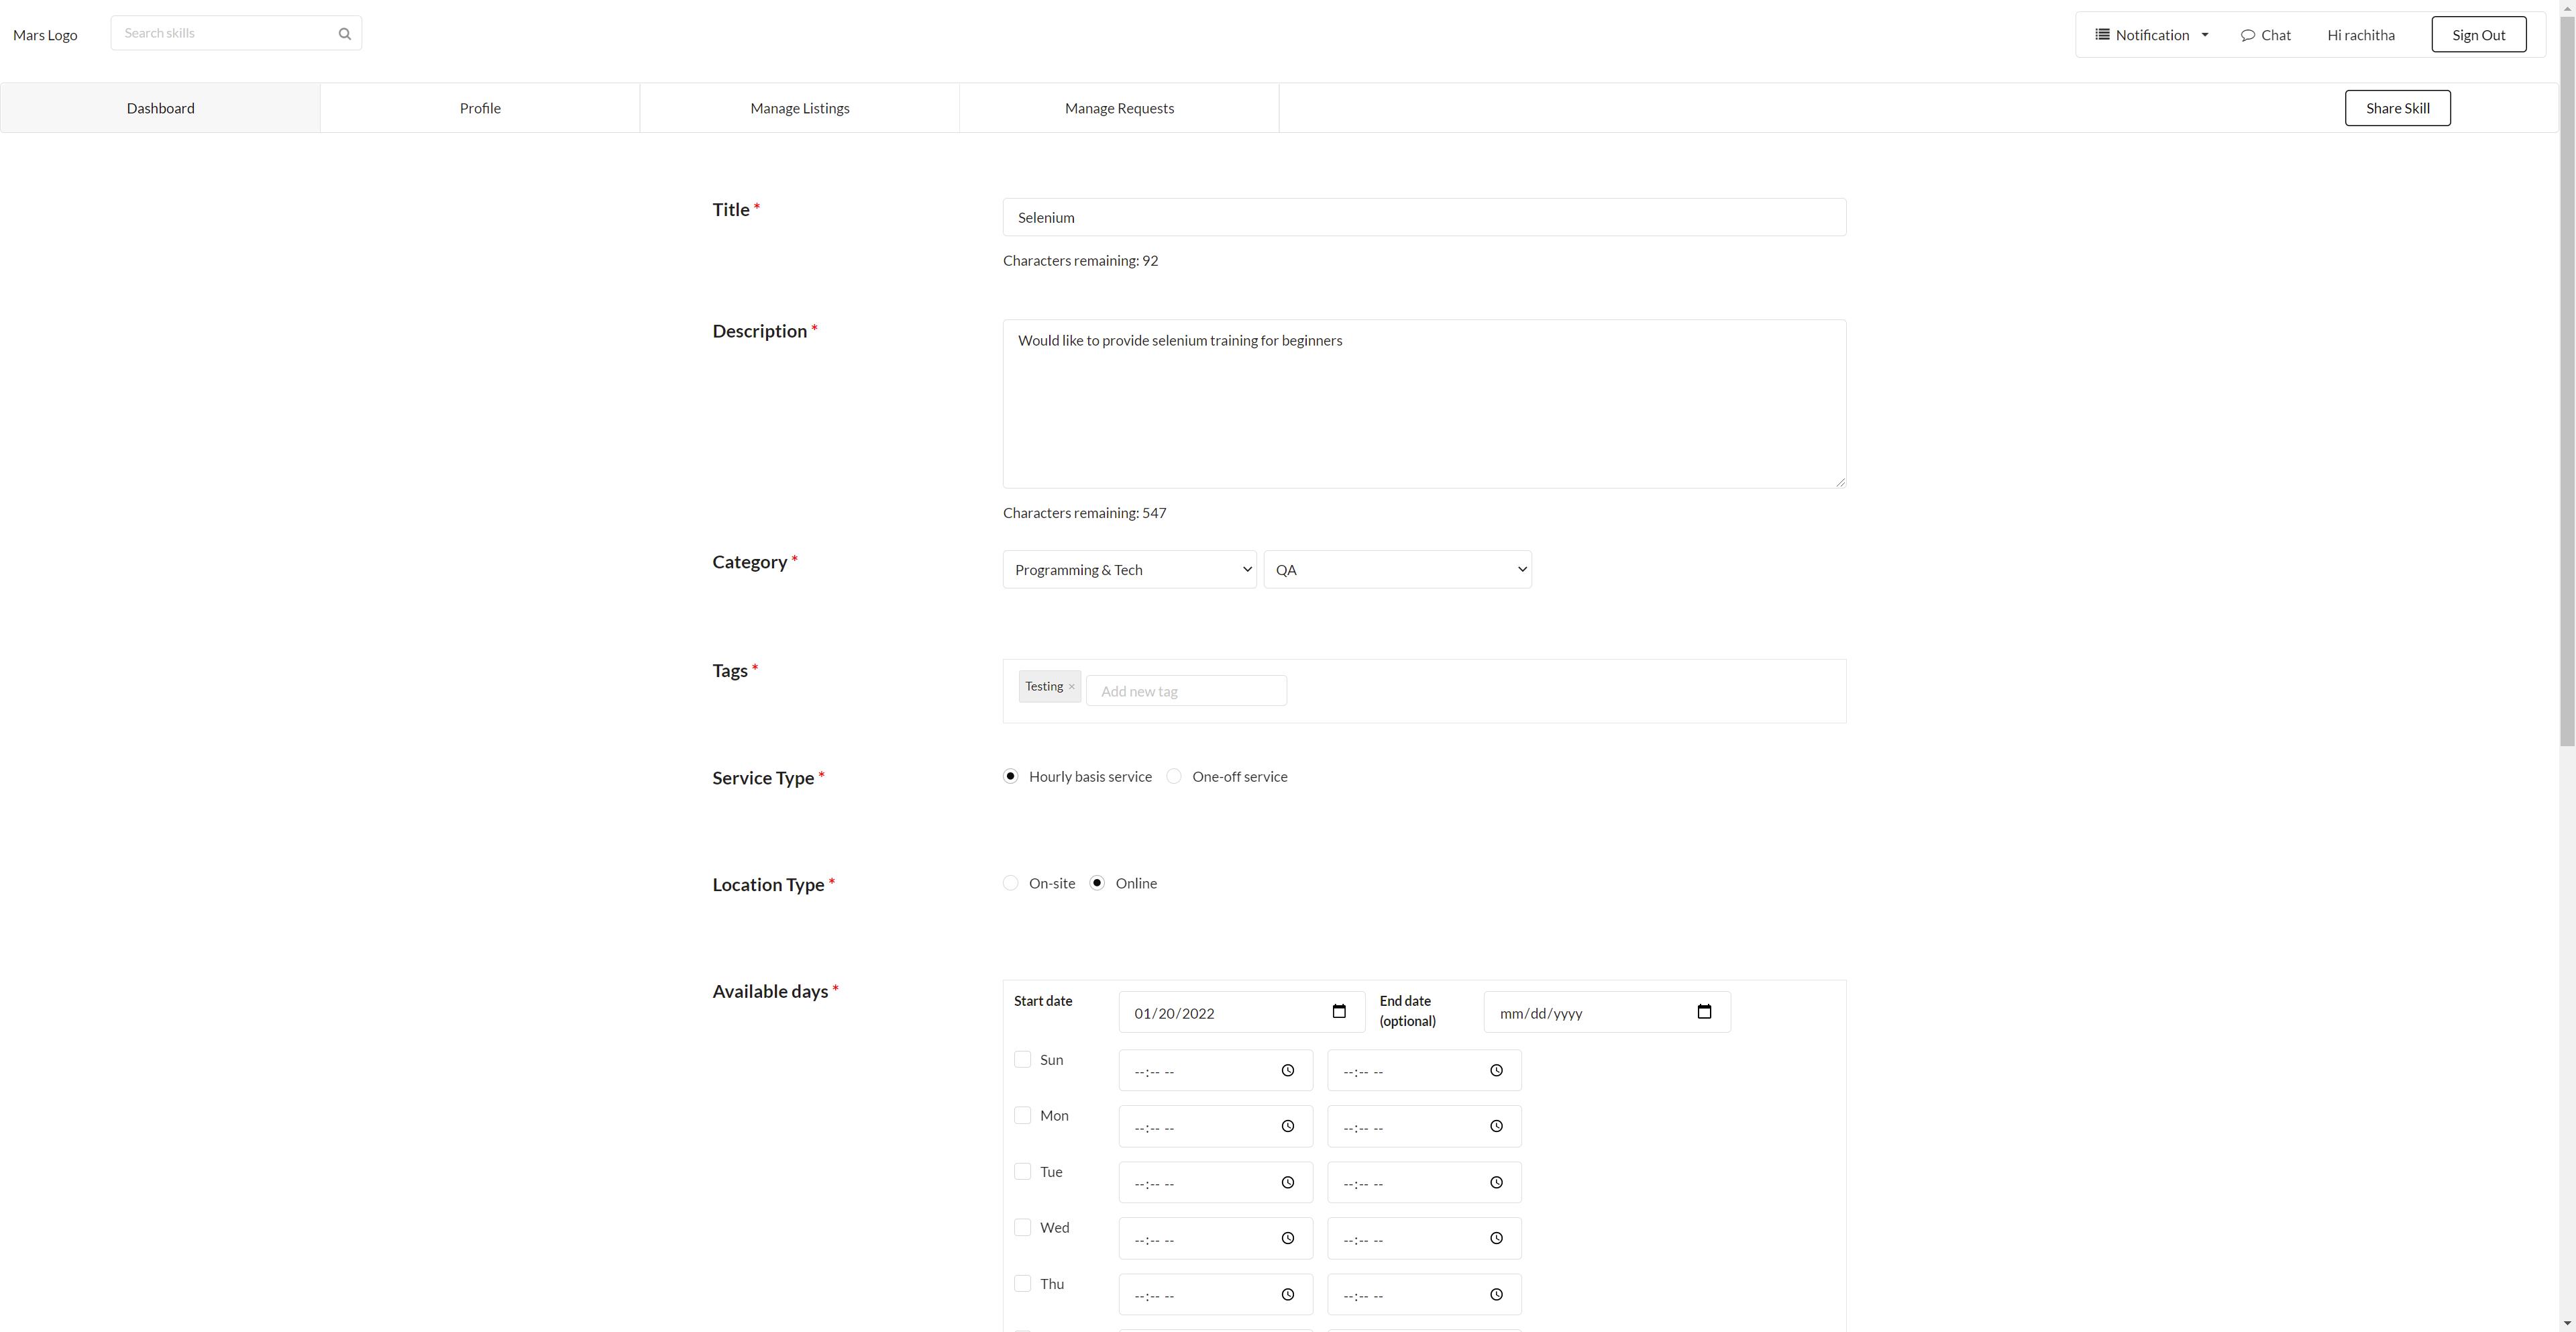 Mars Logo
Search skills
Notification
Chat
Hi rachitha
Sign Out
Dashboard
Profile
Manage Listings
Manage Requests
Share Skill
Title *
Selenium
Characters remaining: 92
Description *
Would like to provide selenium training for beginners
Characters remaining: 547
Category *
Programming & Tech
QA
Tags *
Testing ×
Add new tag
Service Type *
Hourly basis service
One-off service
Location Type *
On-site
Online
Available days *
Start date
01/20/2022
End date
(optional)
mm/dd/yyyy
Sun
--:-- --
--:-- --
Mon
--:-- --
--:-- --
Tue
--:-- --
--:-- --
Wed
--:-- --
--:-- --
Thu
--:-- --
--:-- --